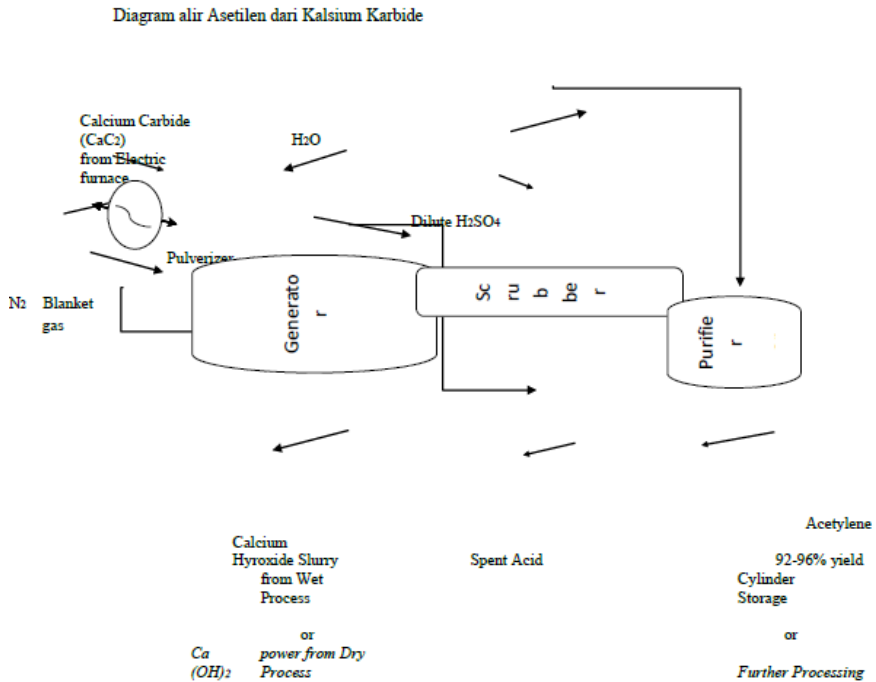 Diagram alir Asetilen dari Kalsium Karbide
Calcium Carbide
(CaC2)
from Electric
furnace
H2O
Dilute H2SO4
Pulverizer
N2 Blanket
gas
Generato
r
Sc
ru
b
be
r
Purifie
r
Calcium
Hyroxide Slurry
from Wet
Process
or
Ca power from Dry
(OH)2 Process
Spent Acid
Acetylene
92-96% yield
Cylinder
Storage
or
Further Processing